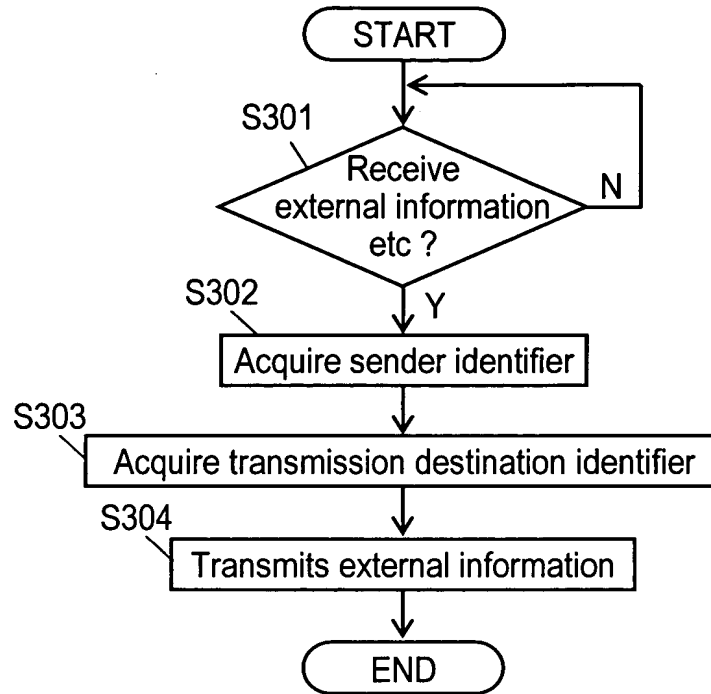 START
S301
Receive
external information
etc ?
N
Y
S302
Acquire sender identifier
S303
Acquire transmission destination identifier
S304
Transmits external information
END